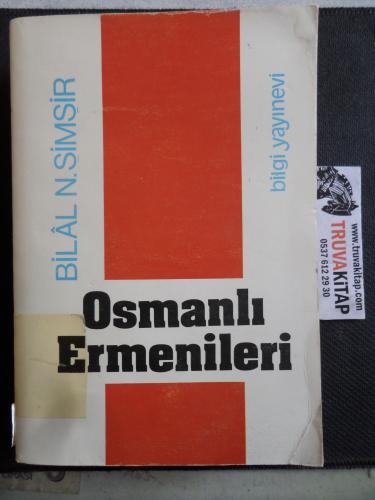 BİLÂL N. ŞİMŞİR
bilgi yayınevi
Osmanlı
Ermenileri
www.truvakitap.com
TRUVAKİTAP
0537 612 29 30